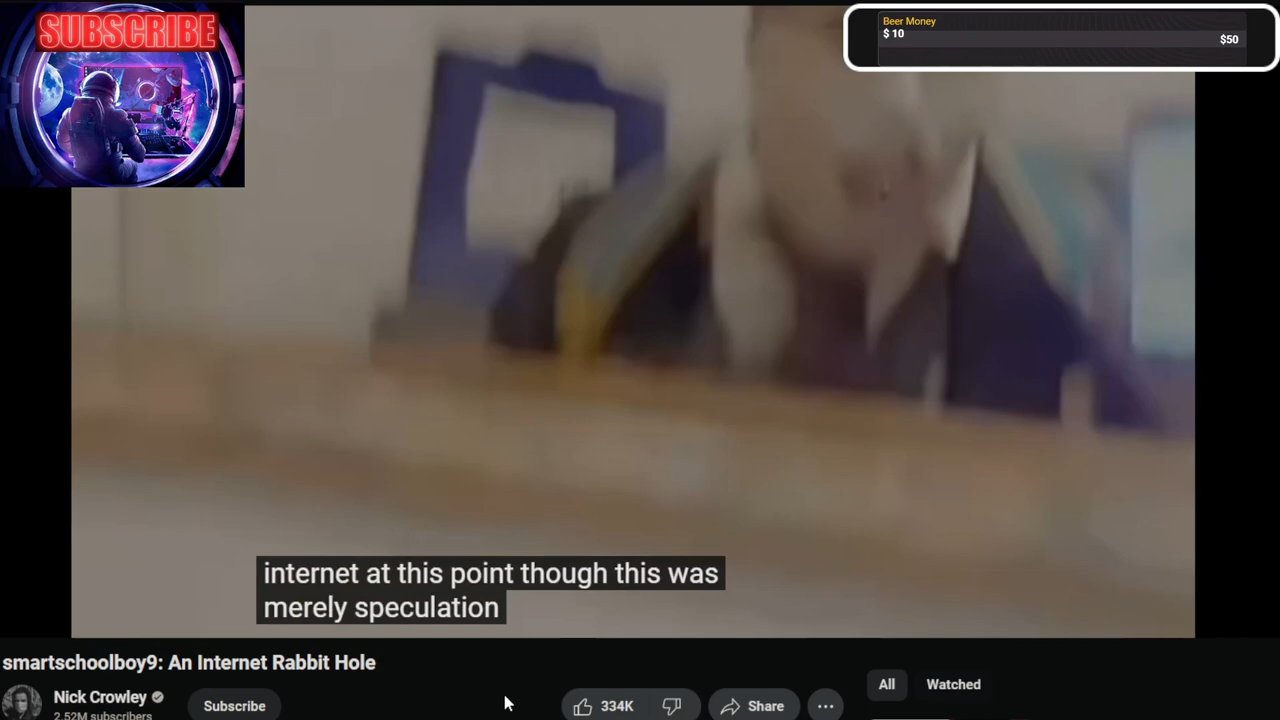 SUBSCRIBE
Beer Money
$ 10
$50
internet at this point though this was
merely speculation
smartschoolboy9: An Internet Rabbit Hole
Nick Crowley
2.52M subscribers
Subscribe
334K
Share
All
Watched